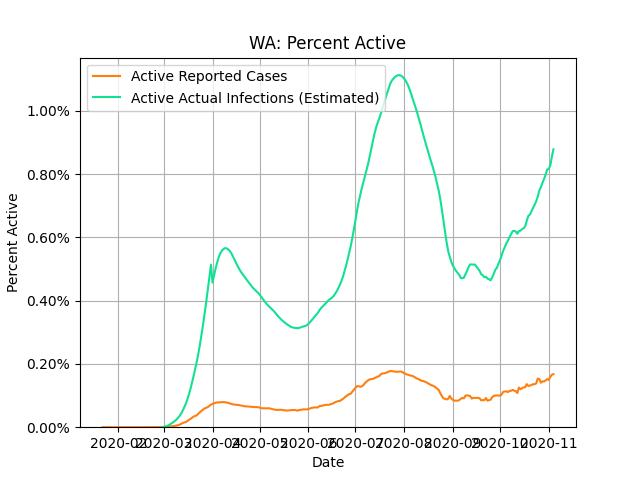 WA: Percent Active
Active Reported Cases
Active Actual Infections (Estimated)
Percent Active
1.00%
0.80%
0.60%
0.40%
0.20%
0.00%
2020-02 2020-03 2020-04 2020-05 2020-06 2020-07 2020-08 2020-09 2020-10 2020-11
Date